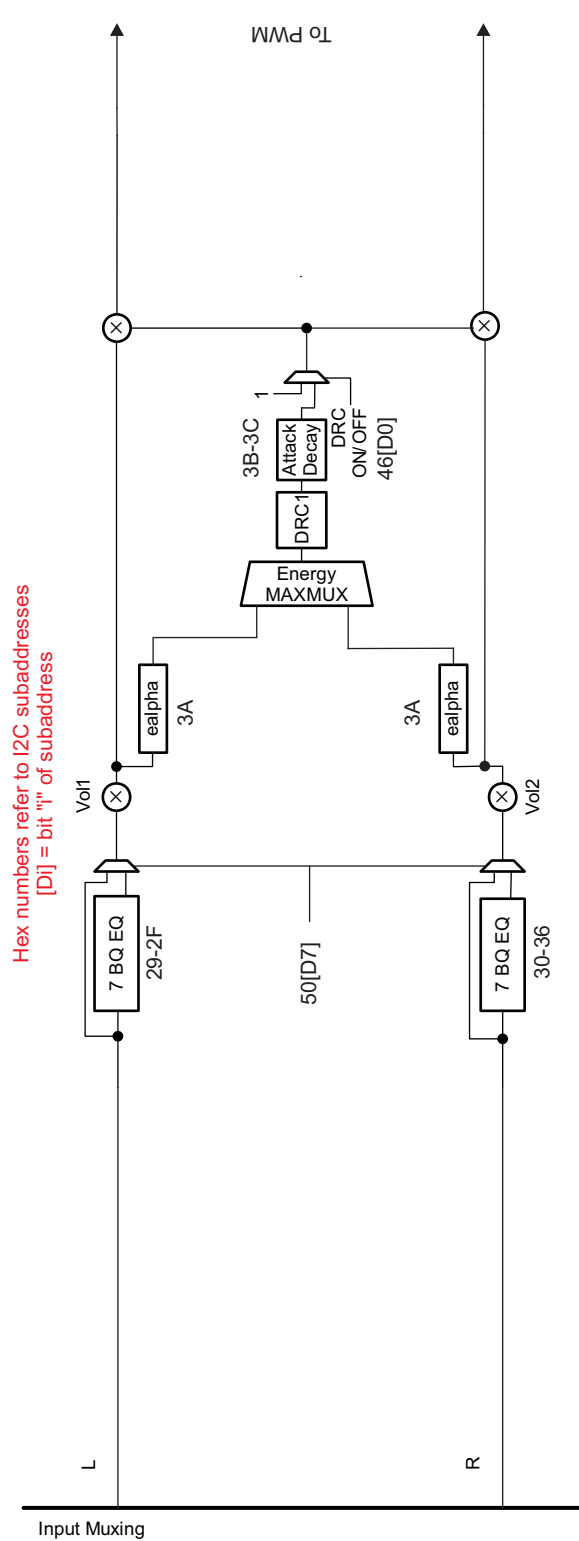 To PWM
1
3B-3C
Attack
Decay
DRC
ON/OFF
46[D0]
DRC1
Energy
MAXMUX
Hex numbers refer to I2C subaddresses
[Di] = bit "i" of subaddress
ealpha
3A
3A
ealpha
Vol1
Vol2
7 BQ EQ
29-2F
50[D7]
7 BQ EQ
30-36
L
R
Input Muxing